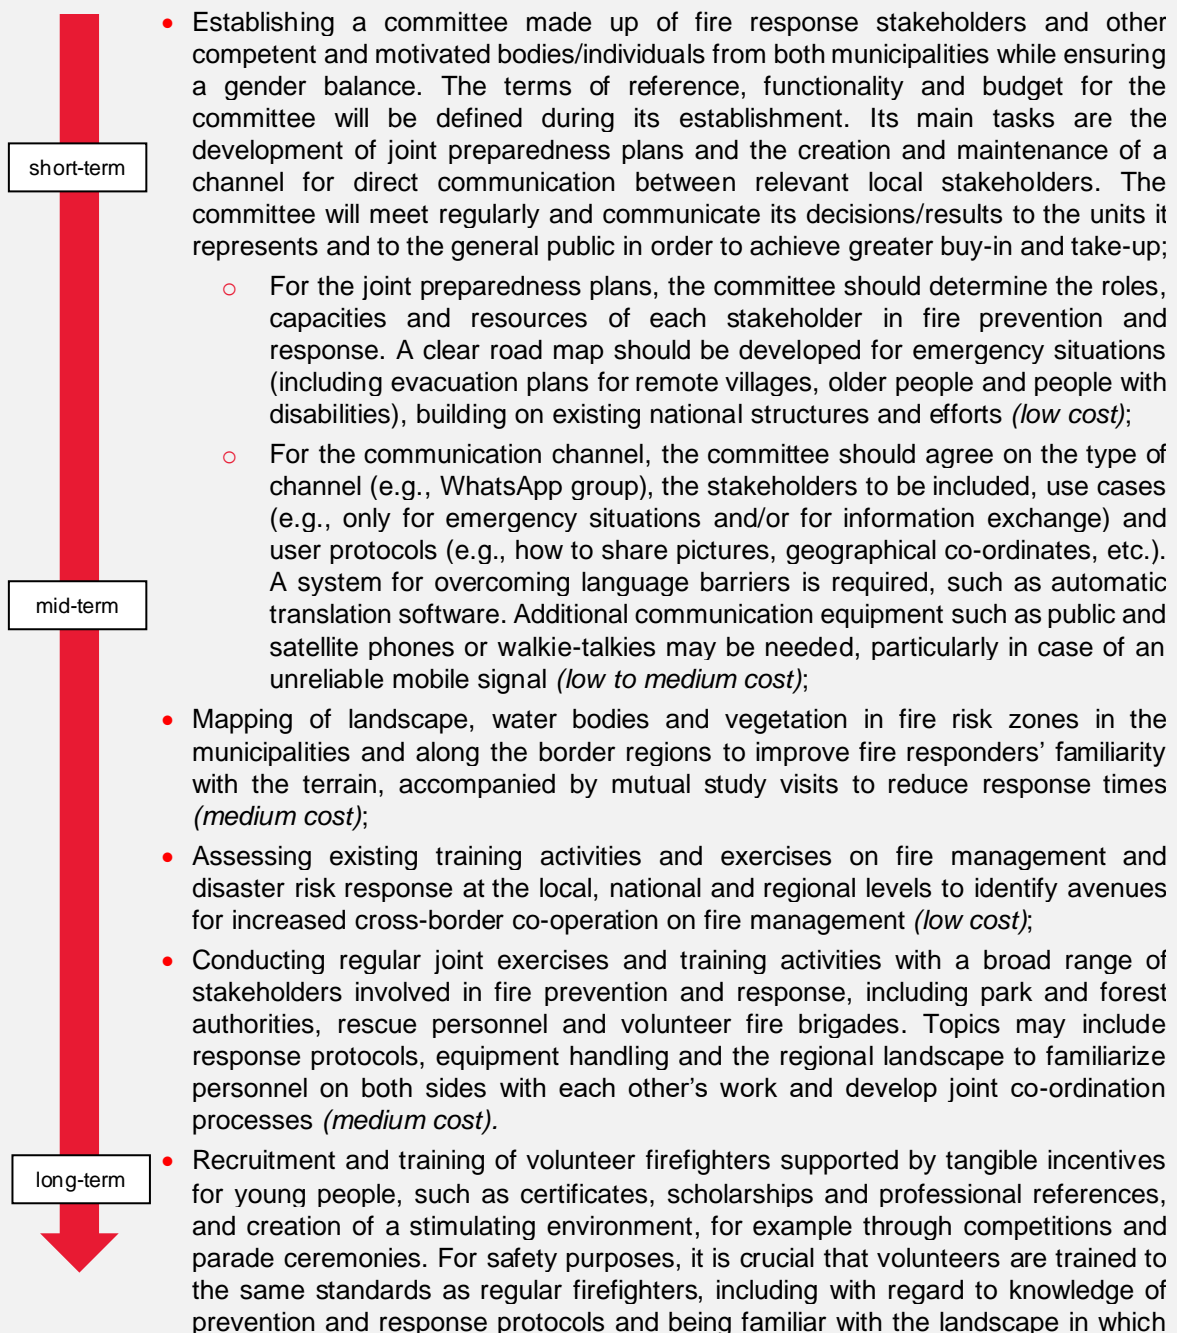 • Establishing a committee made up of fire response stakeholders and other
competent and motivated bodies/individuals from both municipalities while ensuring
a gender balance. The terms of reference, functionality and budget for the
committee will be defined during its establishment. Its main tasks are the
development of joint preparedness plans and the creation and maintenance of a
short-term
channel for direct communication between relevant local stakeholders. The
committee will meet regularly and communicate its decisions/results to the units it
represents and to the general public in order to achieve greater buy-in and take-up;
o For the joint preparedness plans, the committee should determine the roles,
capacities and resources of each stakeholder in fire prevention and
response. A clear road map should be developed for emergency situations
(including evacuation plans for remote villages, older people and people with
disabilities), building on existing national structures and efforts (low cost);
o For the communication channel, the committee should agree on the type of
channel (e.g., WhatsApp group), the stakeholders to be included, use cases
(e.g., only for emergency situations and/or for information exchange) and
user protocols (e.g., how to share pictures, geographical co-ordinates, etc.).
A system for overcoming language barriers is required, such as automatic
mid-term
translation software. Additional communication equipment such as public and
satellite phones or walkie-talkies may be needed, particularly in case of an
unreliable mobile signal (low to medium cost);
• Mapping of landscape, water bodies and vegetation in fire risk zones in the
municipalities and along the border regions to improve fire responders' familiarity
with the terrain, accompanied by mutual study visits to reduce response times
(medium cost);
• Assessing existing training activities and exercises on fire management and
disaster risk response at the local, national and regional levels to identify avenues
for increased cross-border co-operation on fire management (low cost);
• Conducting regular joint exercises and training activities with a broad range of
stakeholders involved in fire prevention and response, including park and forest
authorities, rescue personnel and volunteer fire brigades. Topics may include
response protocols, equipment handling and the regional landscape to familiarize
personnel on both sides with each other's work and develop joint co-ordination
processes (medium cost).
• Recruitment and training of volunteer firefighters supported by tangible incentives
long-term
for young people, such as certificates, scholarships and professional references,
and creation of a stimulating environment, for example through competitions and
parade ceremonies. For safety purposes, it is crucial that volunteers are trained to
the same standards as regular firefighters, including with regard to knowledge of
prevention and response protocols and being familiar with the landscape in which